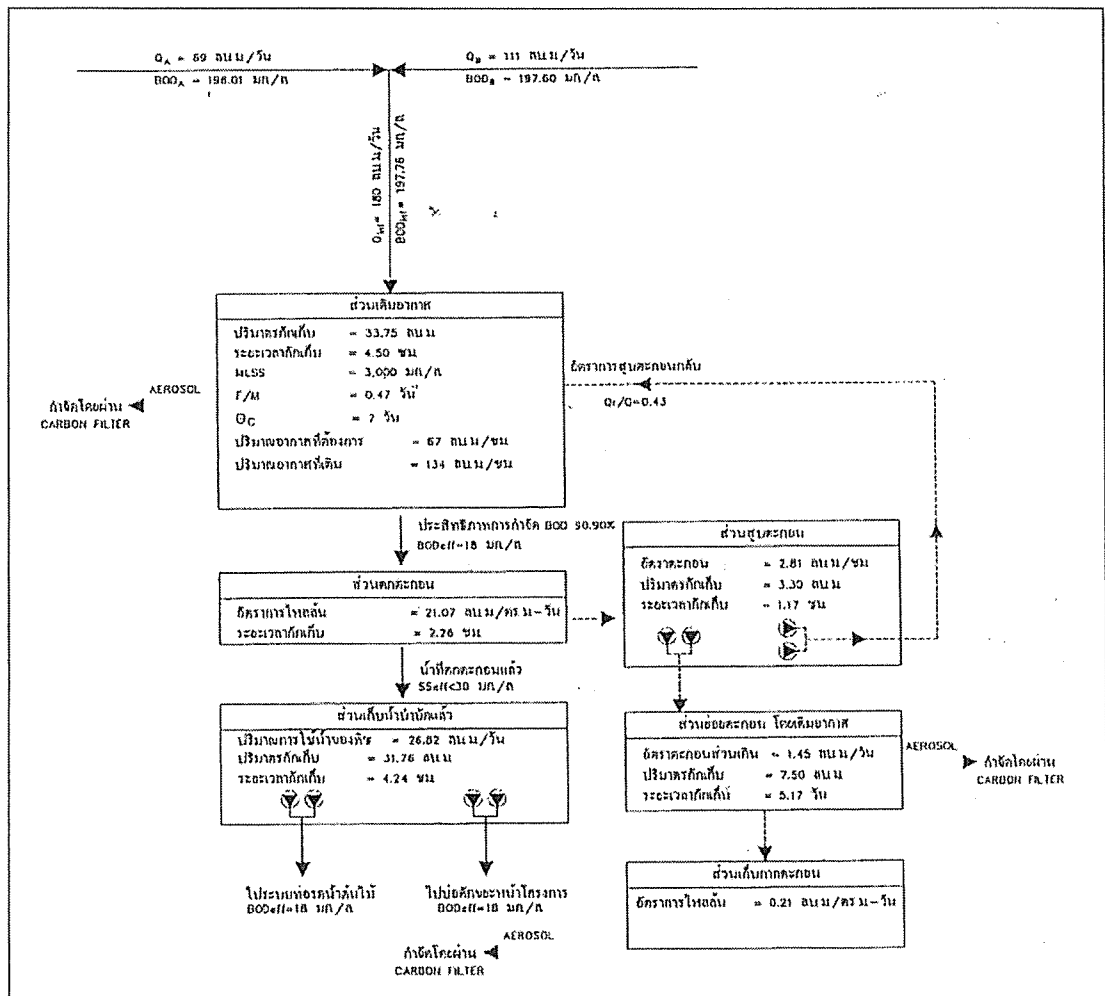 Q_A = 69 ลบ.ม/วัน
BOD_A = 198.01 มก/ล
Q_B = 111 ลบ.ม/วัน
BOD_B = 197.60 มก/ล
Q_inf = 180 ลบ.ม/วัน
BOD_inf = 197.76 มก/ล
ส่วนเติมอากาศ
ปริมาตรกักเก็บ = 33.75 ลบ.ม
ระยะเวลากักเก็บ = 4.50 ชม
MLSS = 3,000 มก/ล
F/M = 0.47 วัน⁻¹
Θc = 7 วัน
ปริมาณอากาศที่ต้องการ = 67 ลบ.ม/ชม
ปริมาณอากาศที่เติม = 134 ลบ.ม/ชม
AEROSOL
กำจัดโดยผ่าน
CARBON FILTER
อัตราการสูบตะกอนกลับ
Qr/Q=0.43
ประสิทธิภาพการกำจัด BOD 90.90%
BODeff=18 มก/ล
ส่วนตกตะกอน
อัตราการไหลล้น = 21.07 ลบ.ม/ตร.ม-วัน
ระยะเวลากักเก็บ = 2.26 ชม
ส่วนสูบตะกอน
อัตราตะกอน = 2.81 ลบ.ม/ชม
ปริมาตรกักเก็บ = 3.30 ลบ.ม
ระยะเวลากักเก็บ = 1.17 ชม
น้ำที่ตกตะกอนแล้ว
SSeff<30 มก/ล
ส่วนเก็บน้ำบำบัดแล้ว
ปริมาณการใช้น้ำของพืช = 26.82 ลบ.ม/วัน
ปริมาตรกักเก็บ = 31.76 ลบ.ม
ระยะเวลากักเก็บ = 4.24 ชม
ส่วนย่อยตะกอน โดยเติมอากาศ
อัตราตะกอนส่วนเกิน = 1.45 ลบ.ม/วัน
ปริมาตรกักเก็บ = 7.50 ลบ.ม
ระยะเวลากักเก็บ = 5.17 วัน
AEROSOL
กำจัดโดยผ่าน
CARBON FILTER
ไประบบท่อรดน้ำต้นไม้
BODeff=18 มก/ล
ไปบ่อดักขยะหน้าโครงการ
BODeff=18 มก/ล
ส่วนเก็บกากตะกอน
อัตราการไหลล้น = 0.21 ลบ.ม/ตร.ม-วัน
AEROSOL
กำจัดโดยผ่าน
CARBON FILTER